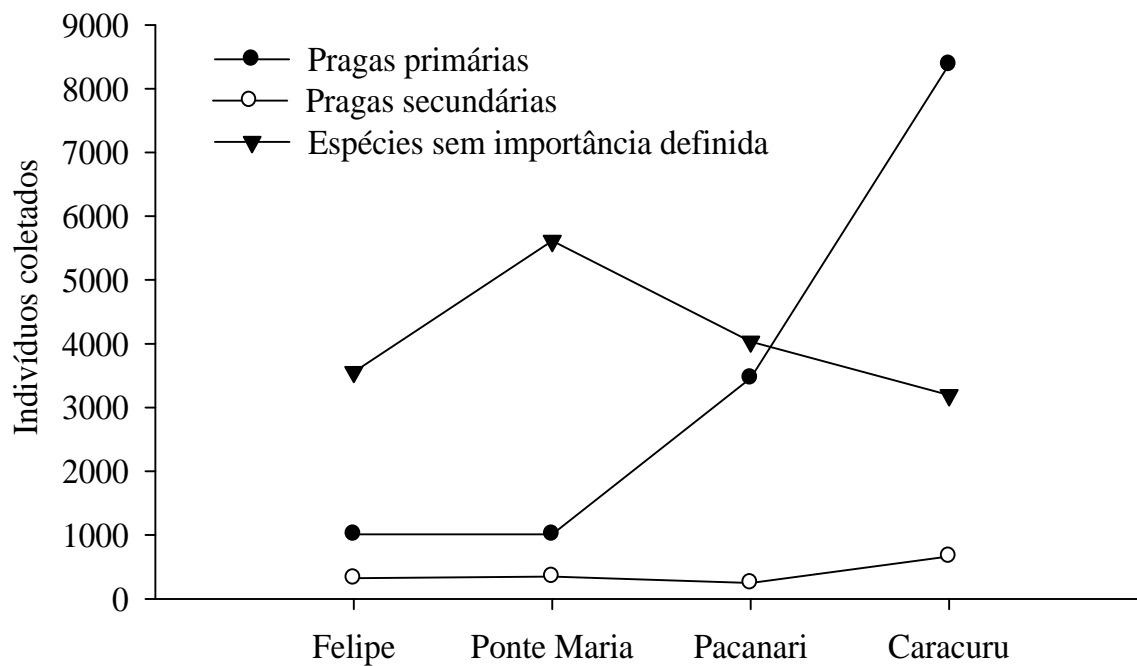 9000
8000
7000
6000
5000
4000
3000
2000
1000
0
Indivíduos coletados
Pragas primárias
Pragas secundárias
Espécies sem importância definida
Felipe Ponte Maria Pacanari Caracuru